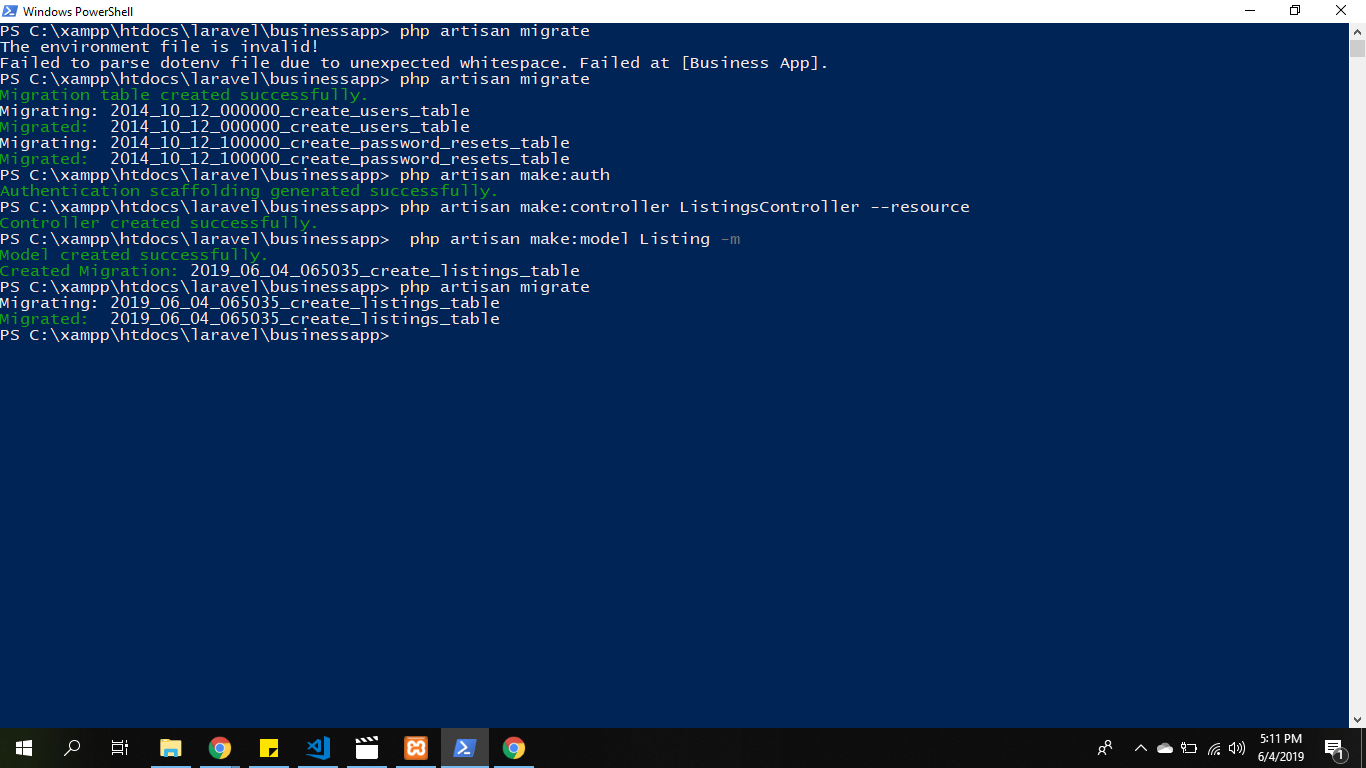 Windows PowerShell
PS C:\xampp\htdocs\laravel\businessapp> php artisan migrate
The environment file is invalid!
Failed to parse dotenv file due to unexpected whitespace. Failed at [Business App].
PS C:\xampp\htdocs\laravel\businessapp> php artisan migrate
Migration table created successfully.
Migrating: 2014_10_12_000000_create_users_table
Migrated:  2014_10_12_000000_create_users_table
Migrating: 2014_10_12_100000_create_password_resets_table
Migrated:  2014_10_12_100000_create_password_resets_table
PS C:\xampp\htdocs\laravel\businessapp> php artisan make:auth
Authentication scaffolding generated successfully.
PS C:\xampp\htdocs\laravel\businessapp> php artisan make:controller ListingsController --resource
Controller created successfully.
PS C:\xampp\htdocs\laravel\businessapp>  php artisan make:model Listing -m
Model created successfully.
Created Migration: 2019_06_04_065035_create_listings_table
PS C:\xampp\htdocs\laravel\businessapp> php artisan migrate
Migrating: 2019_06_04_065035_create_listings_table
Migrated:  2019_06_04_065035_create_listings_table
PS C:\xampp\htdocs\laravel\businessapp>
5:11 PM
6/4/2019
1